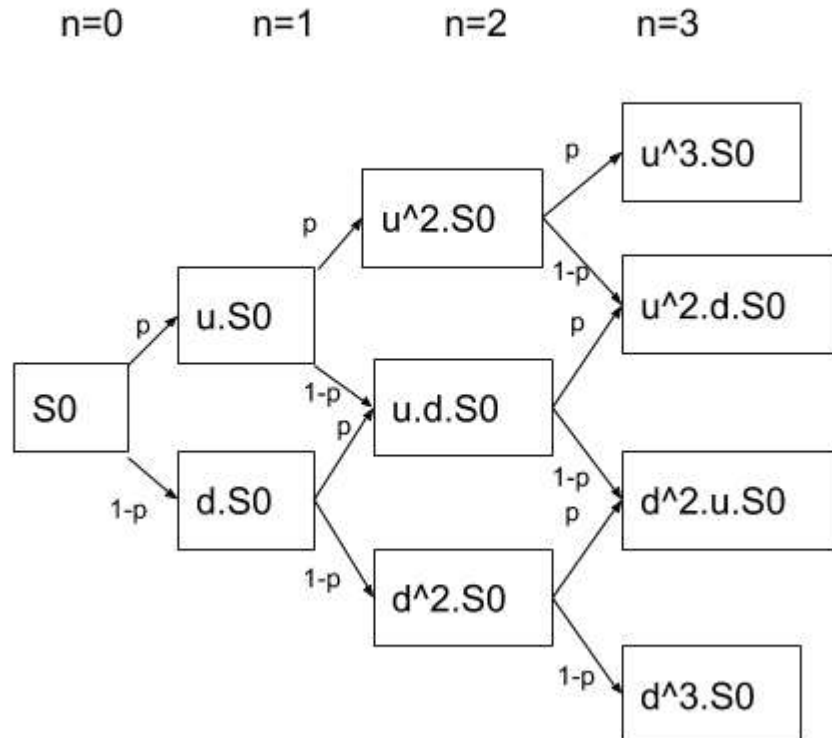 n=0 n=1 n=2 n=3
u^3.S0
p
u^2.S0
p
1-p
u.S0
u^2.d.S0
p
p
S0
1-p
u.d.S0
p
1-p
d.S0
1-p
d^2.u.S0
p
1-p
d^2.S0
1-p
d^3.S0